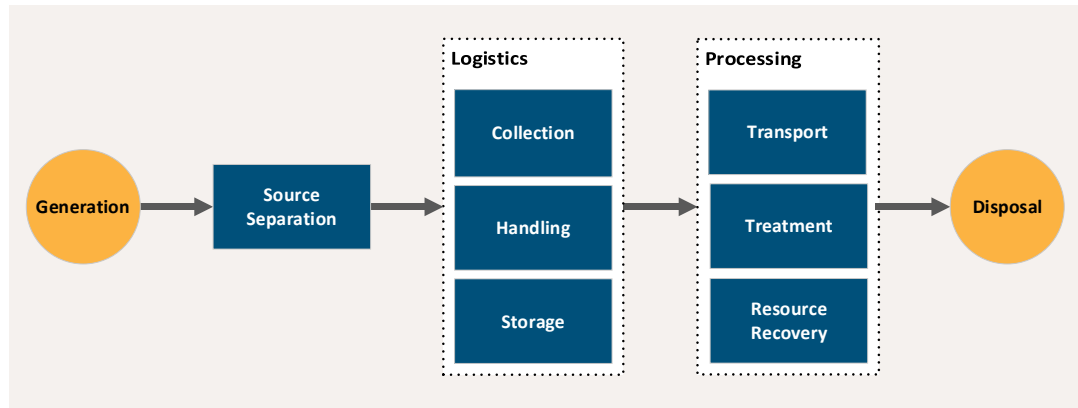 Generation
Source
Separation
Logistics
Collection
Handling
Storage
Processing
Transport
Treatment
Resource
Recovery
Disposal